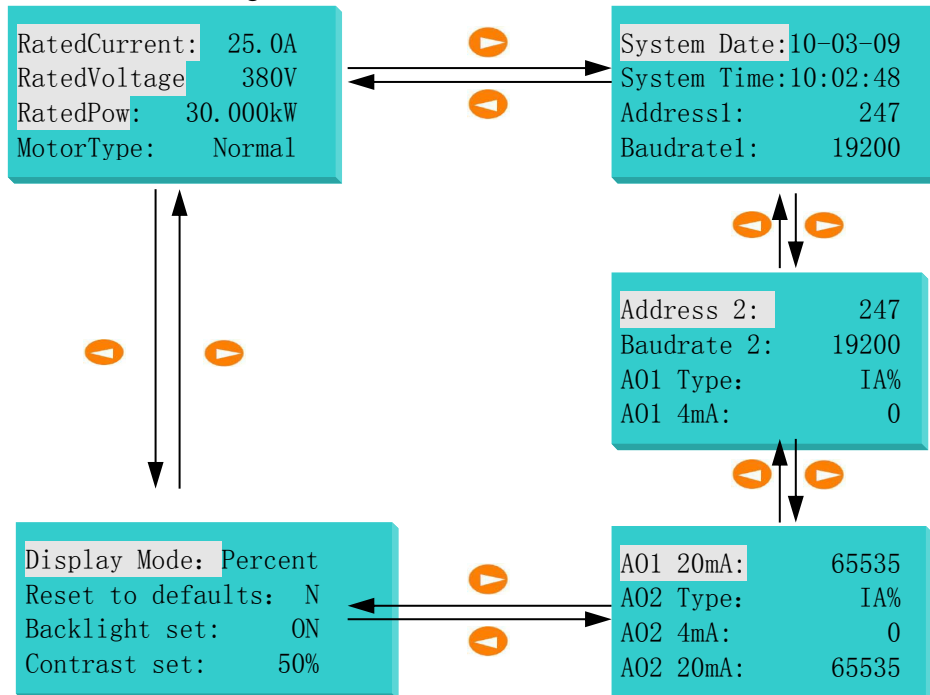 RatedCurrent: 25.0A
RatedVoltage 380V
RatedPow: 30.000kW
MotorType: Normal
System Date:10-03-09
System Time:10:02:48
Address1: 247
Baudrate1: 19200
Address 2: 247
Baudrate 2: 19200
AO1 Type: IA%
AO1 4mA: 0
Display Mode: Percent
Reset to defaults: N
Backlight set: ON
Contrast set: 50%
AO1 20mA: 65535
AO2 Type: IA%
AO2 4mA: 0
AO2 20mA: 65535